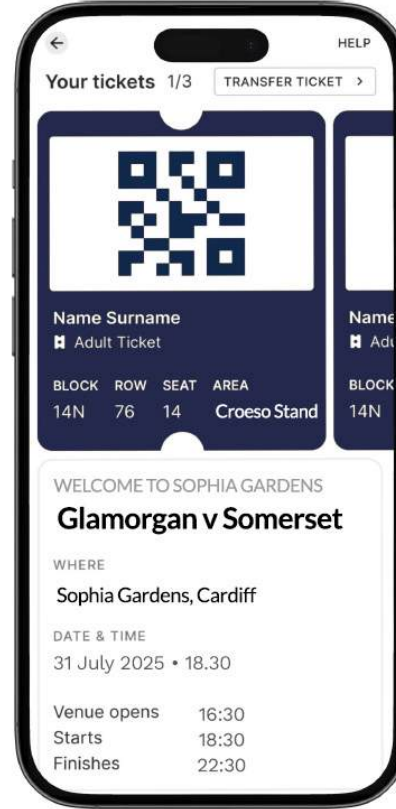 HELP
Your tickets 1/3 TRANSFER TICKET >
Name Surname Name
Adult Ticket
BLOCK ROW SEAT AREA BLOCK
14N 76 14 Croeso Stand 14N
WELCOME TO SOPHIA GARDENS
Glamorgan v Somerset
WHERE
Sophia Gardens, Cardiff
DATE & TIME
31 July 2025 • 18.30
Venue opens 16:30
Starts 18:30
Finishes 22:30